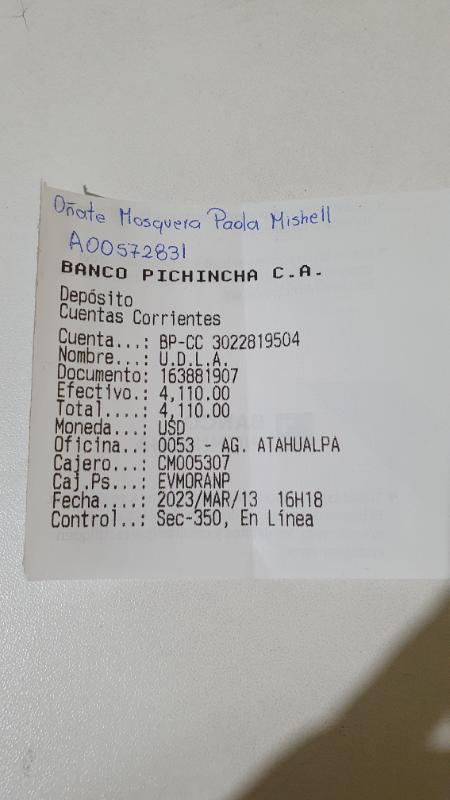 Oñate Mosquera Paola Mishell
A00572831
BANCO PICHINCHA C.A.
Depósito
Cuentas Corrientes
Cuenta...: BP-CC 3022819504
Nombre...: U.D.L.A.
Documento: 163881907
Efectivo.: 4,110.00
Total....: 4,110.00
Moneda...: USD
Oficina..: 0053 - AG. ATAHUALPA
Cajero...: CM005307
Caj.Ps...: EVMORANP
Fecha....: 2023/MAR/13 16H18
Control..: Sec-350, En Línea